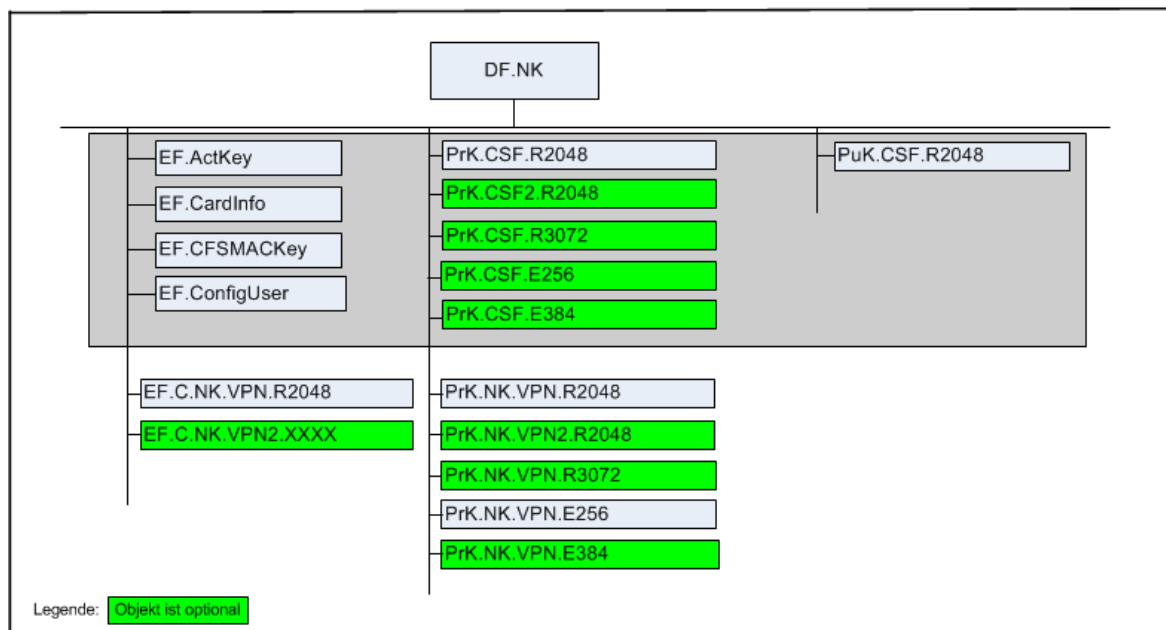 DF.NK
EF.ActKey
EF.CardInfo
EF.CFSMACKey
EF.ConfigUser
EF.C.NK.VPN.R2048
EF.C.NK.VPN2.XXXX
PrK.CSF.R2048
PrK.CSF2.R2048
PrK.CSF.R3072
PrK.CSF.E256
PrK.CSF.E384
PrK.NK.VPN.R2048
PrK.NK.VPN2.R2048
PrK.NK.VPN.R3072
PrK.NK.VPN.E256
PrK.NK.VPN.E384
PuK.CSF.R2048
Legende: Objekt ist optional